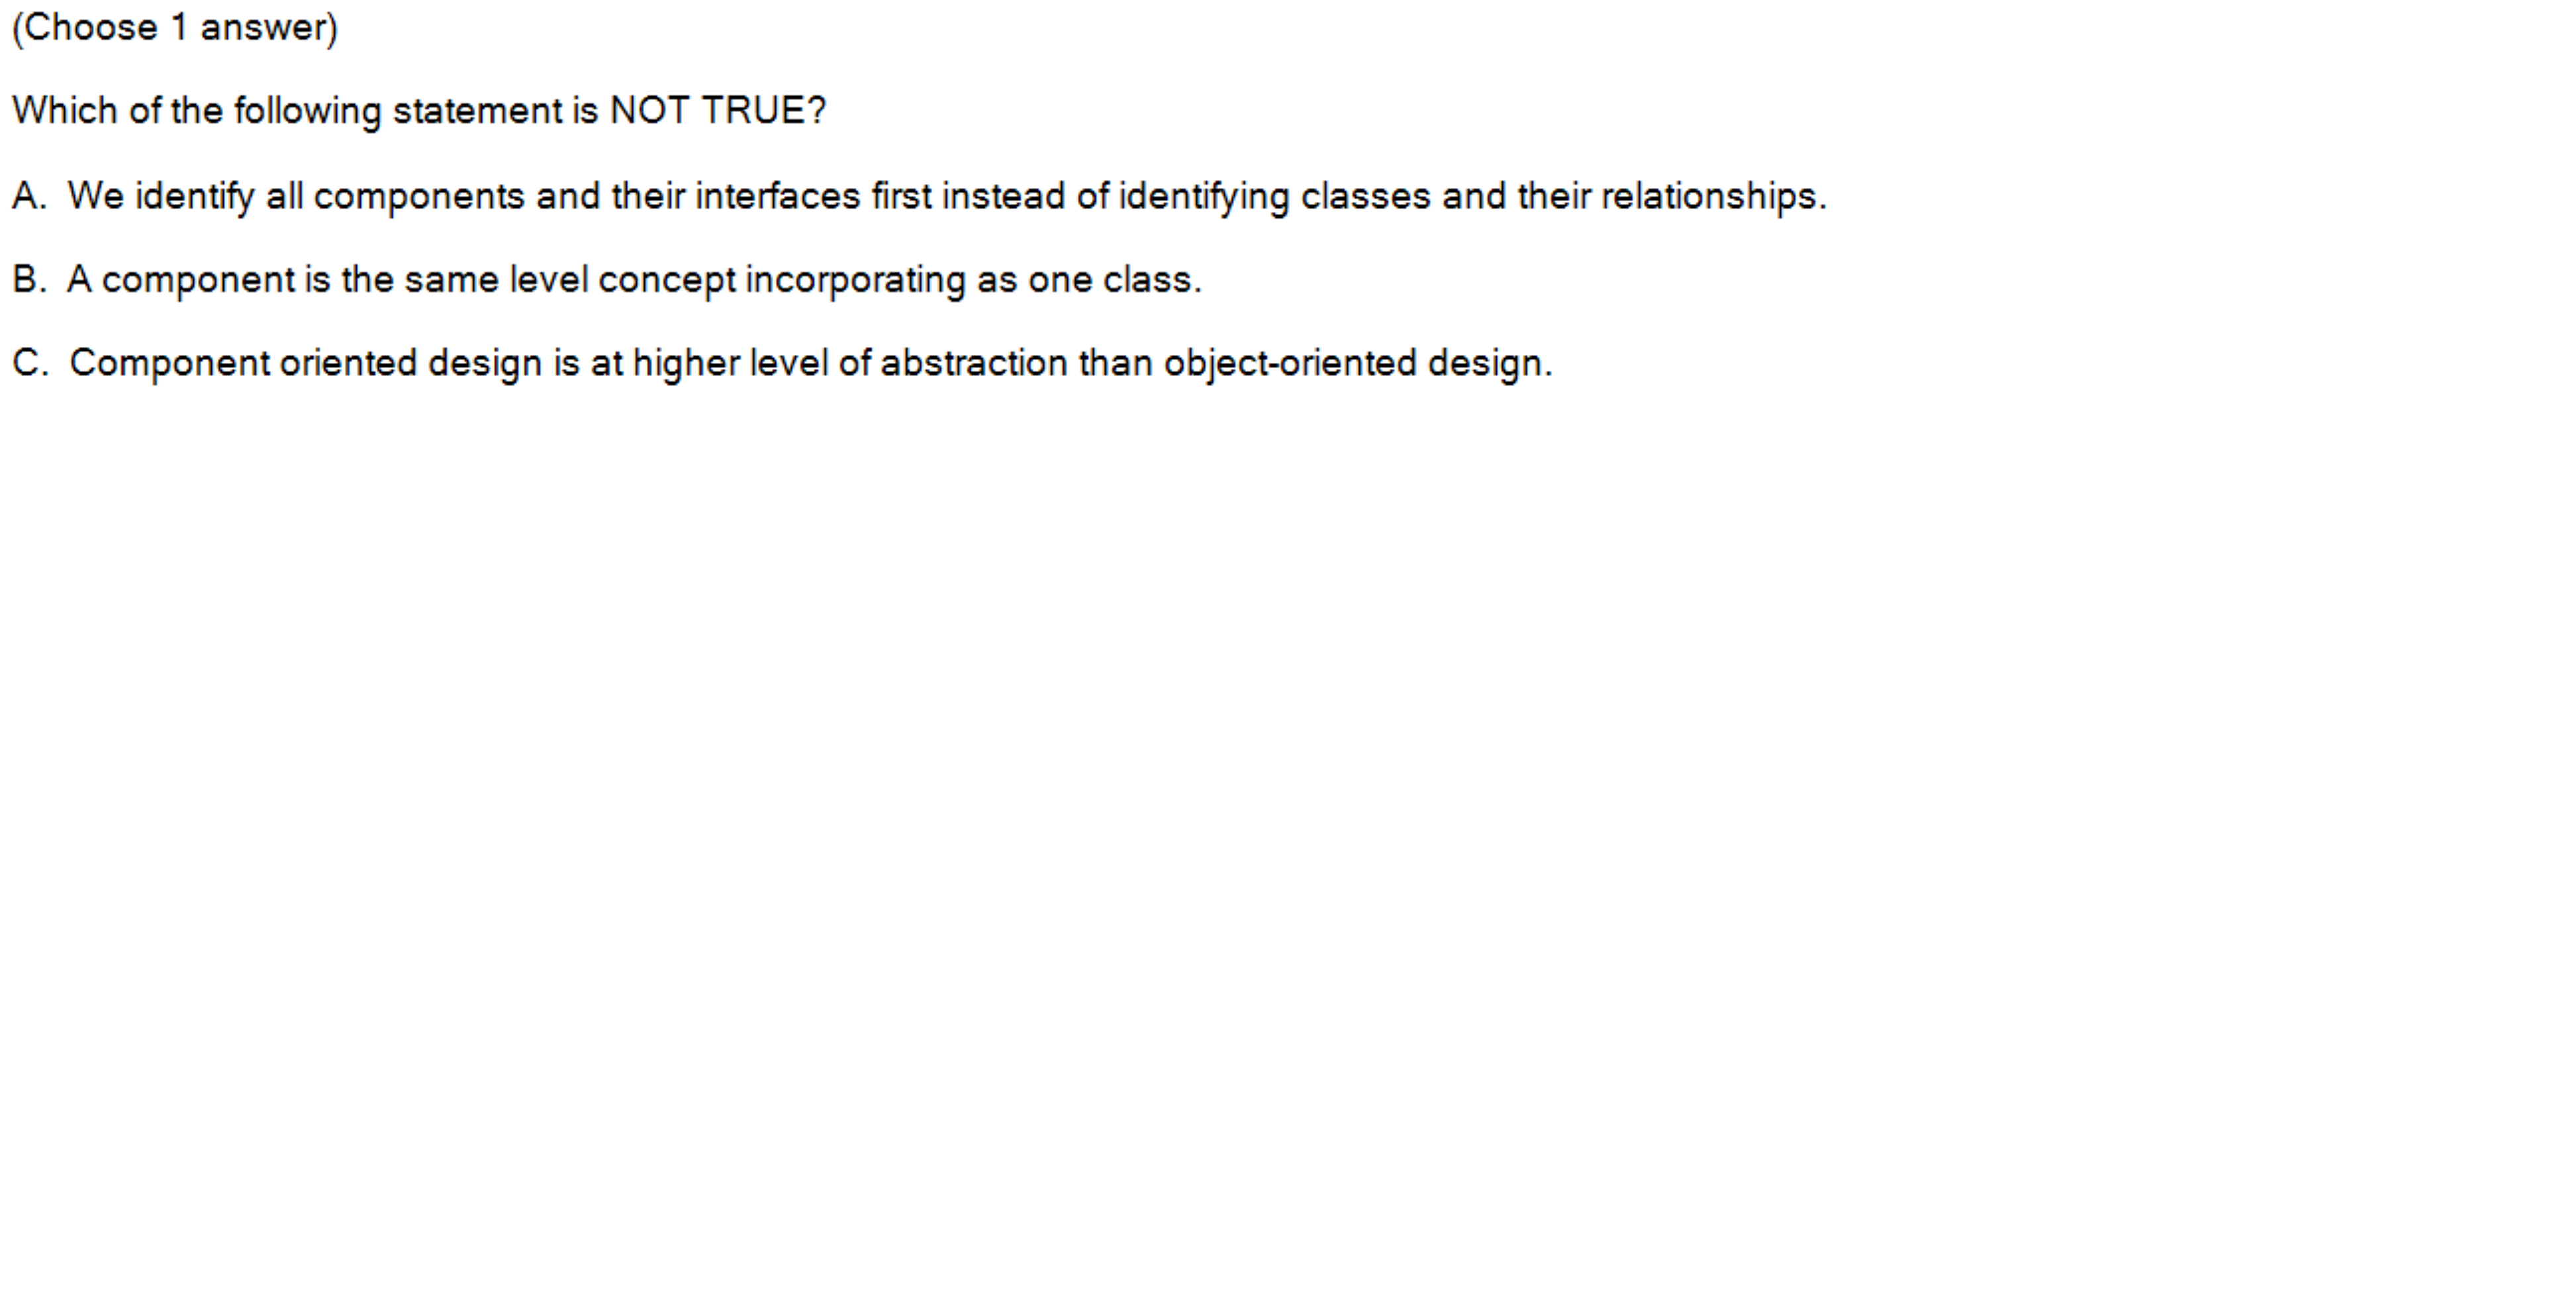 (Choose 1 answer)
Which of the following statement is NOT TRUE?
A. We identify all components and their interfaces first instead of identifying classes and their relationships.
B. A component is the same level concept incorporating as one class.
C. Component oriented design is at higher level of abstraction than object-oriented design.